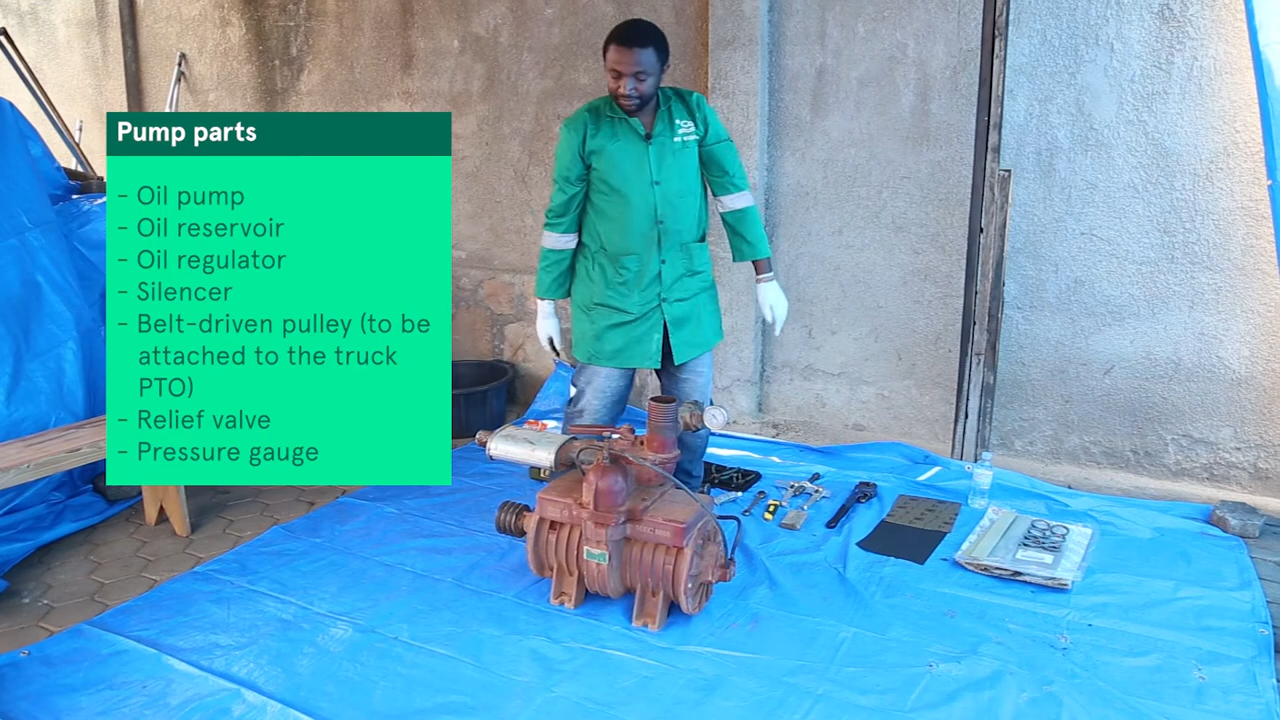 Pump parts
- Oil pump
- Oil reservoir
- Oil regulator
- Silencer
- Belt-driven pulley (to be
attached to the truck
PTO)
- Relief valve
- Pressure gauge